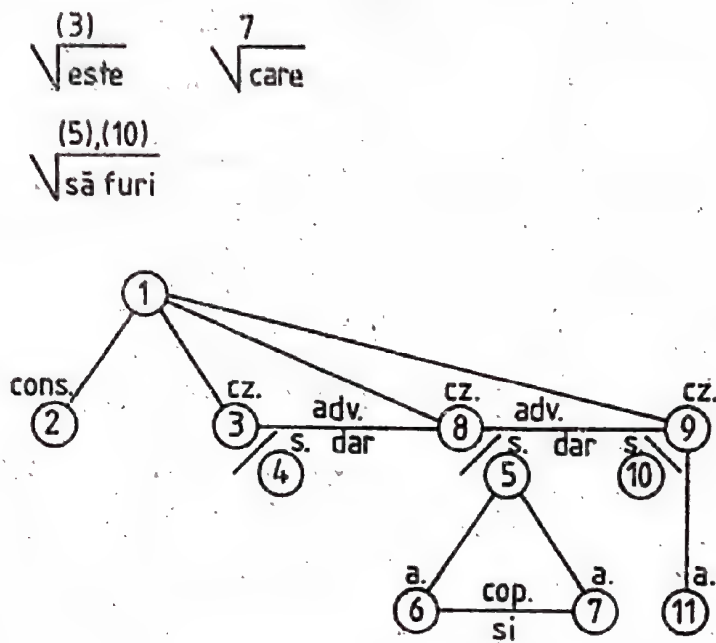 (3) 7
√este √care
(5),(10)
√să furi
1
cons. cz. cz. cz.
2 3 adv. 8 adv. 9
s. dar s. dar s.
4 5 10
a. cop. a. a.
6 7 11
si